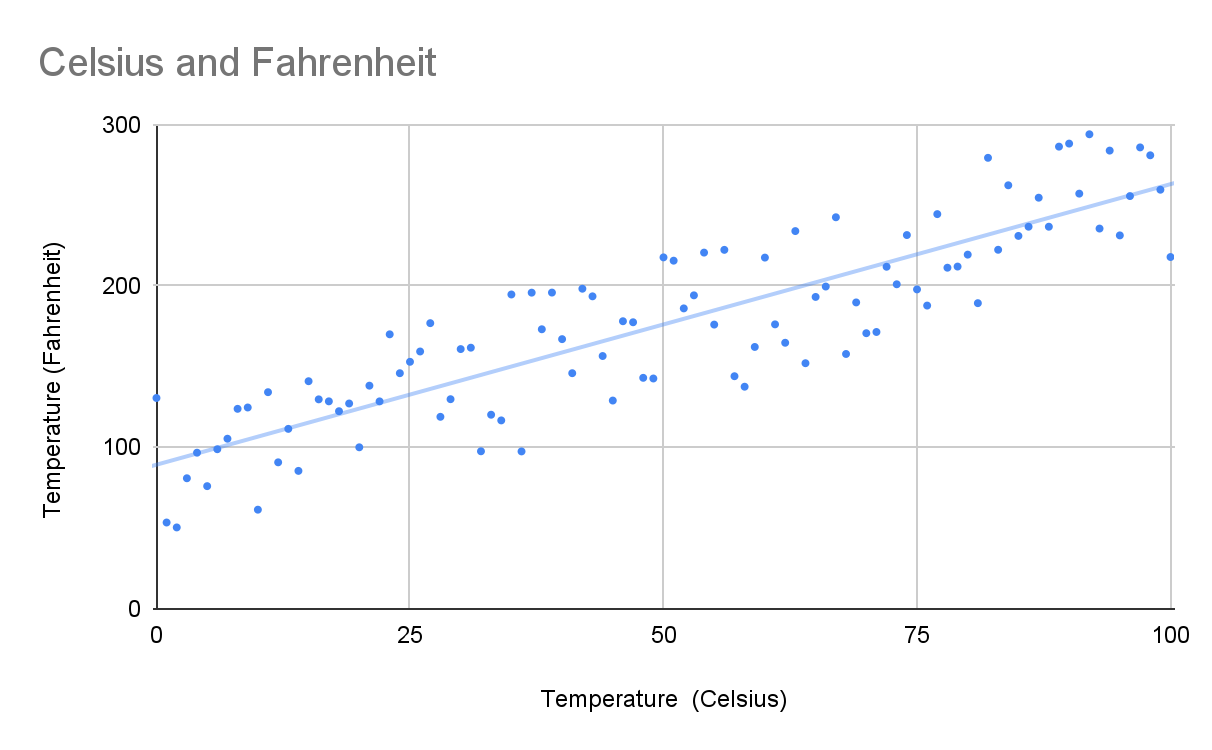 Celsius and Fahrenheit
Temperature (Fahrenheit)
300
200
100
0
0 25 50 75 100
Temperature  (Celsius)